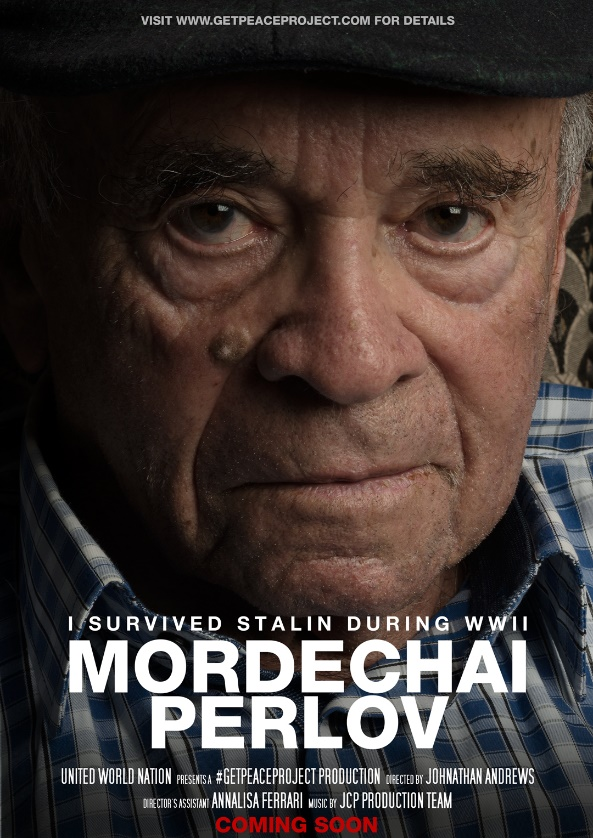 VISIT WWW.GETPEACEPROJECT.COM FOR DETAILS
I SURVIVED STALIN DURING WWII
MORDECHAI
PERLOV
UNITED WORLD NATION PRESENTS A #GETPEACEPROJECT PRODUCTION DIRECTED BY JOHNATHAN ANDREWS
DIRECTOR'S ASSISTANT ANNALISA FERRARI MUSIC BY JCP PRODUCTION TEAM
COMING SOON